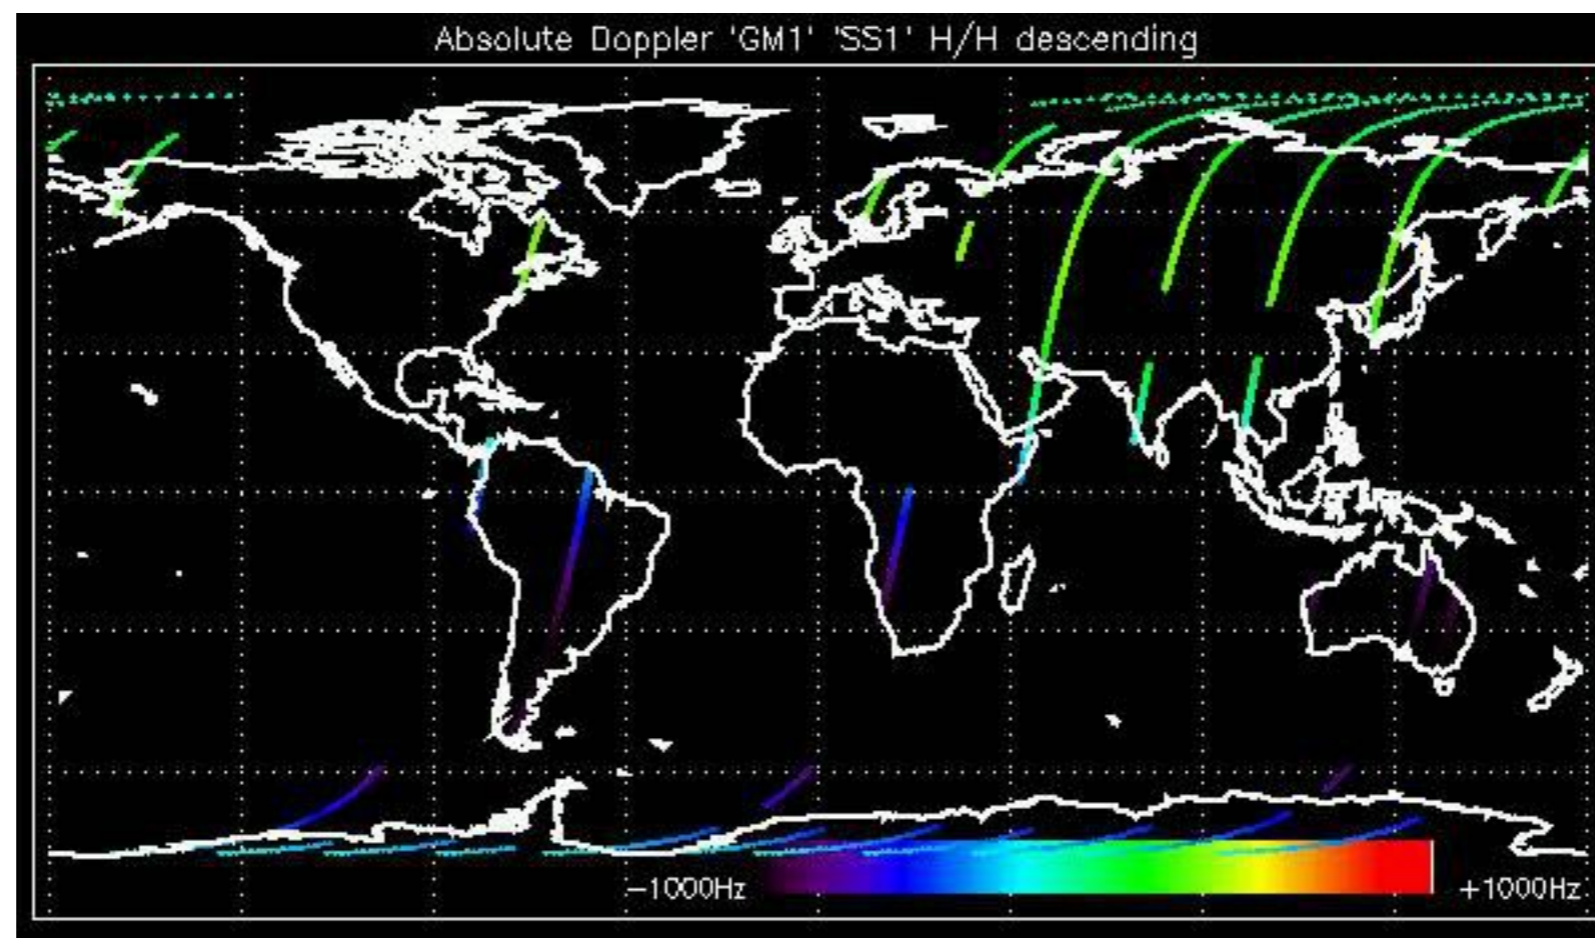 Absolute Doppler 'GM1' 'SS1' H/H descending
−1000Hz
+1000Hz